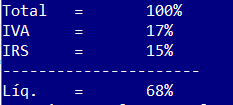 Total = 100%
IVA = 17%
IRS = 15%
-----------------------
Líq. = 68%